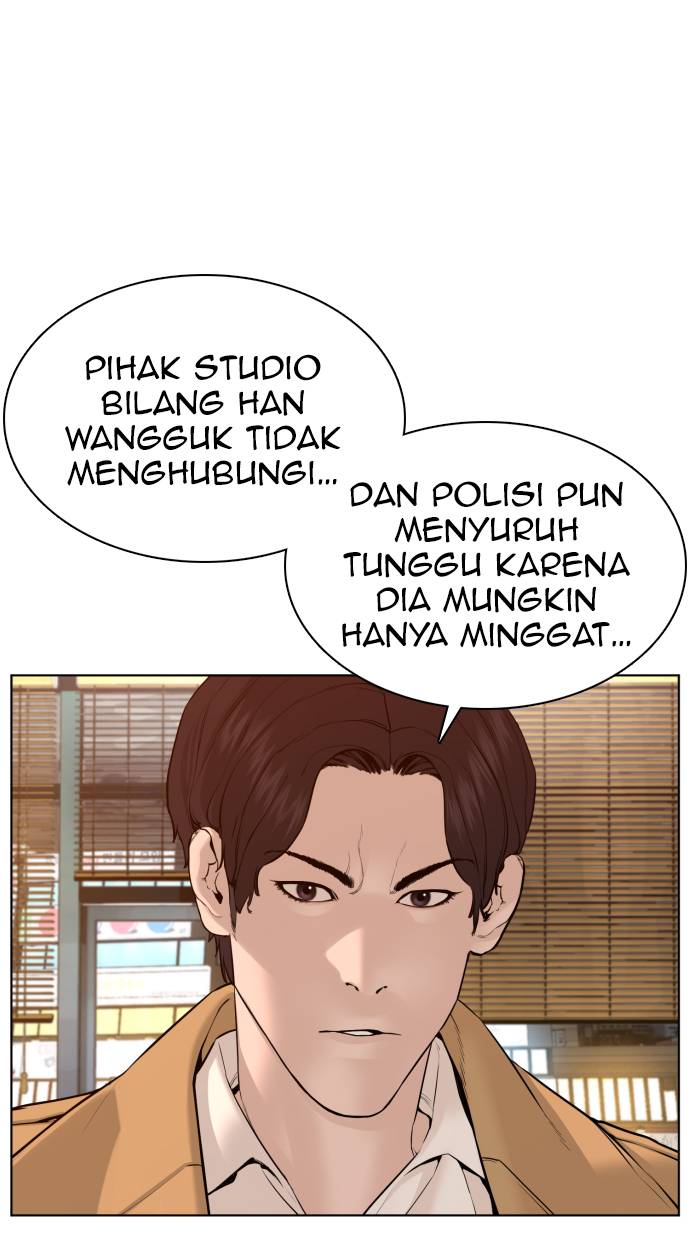 PIHAK STUDIO
BILANG HAN
WANGGUK TIDAK
MENGHUBUNGI...
DAN POLISI PUN
MENYURUH
TUNGGU KARENA
DIA MUNGKIN
HANYA MINGGAT...